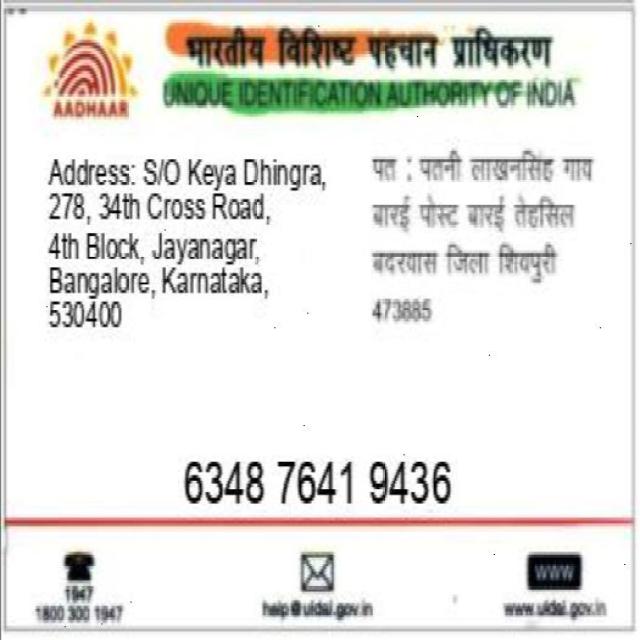 भारतीय विशिष्ट पहचान प्राधिकरण
UNIQUE IDENTIFICATION AUTHORITY OF INDIA
AADHAAR
Address: S/O Keya Dhingra,
278, 34th Cross Road,
4th Block, Jayanagar,
Bangalore, Karnataka,
530400
पत : पतनी लाखनसिंह गाव
बारई पोस्ट बारई तेहसिल
बदरवास जिला शिवपुरी
473885
6348 7641 9436
1947
1800 300 1947
help@uidai.gov.in
WWW
www.uidai.gov.in